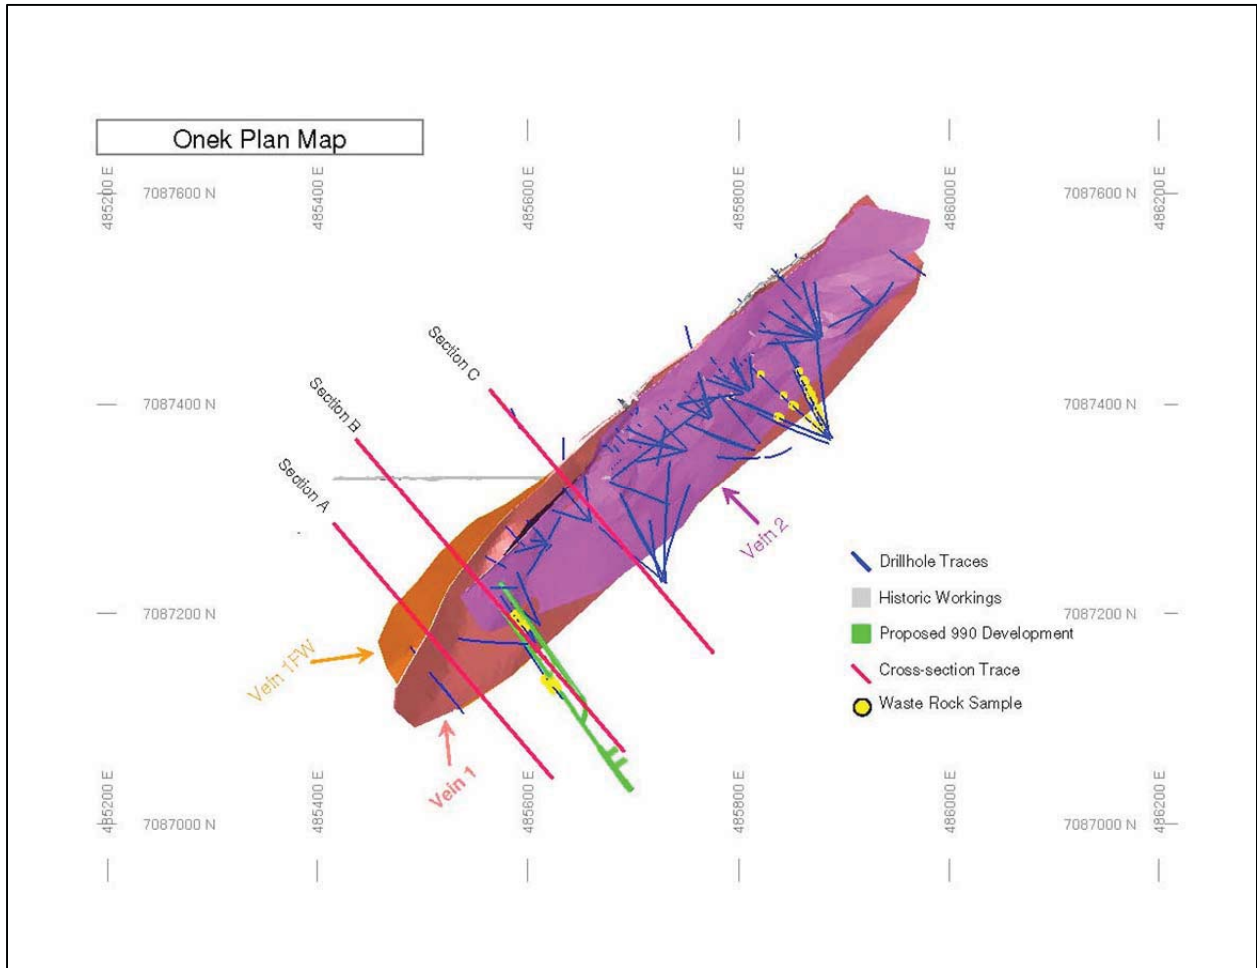 Onek Plan Map
485200 E
485400 E
485600 E
485800 E
486000 E
486200 E
7087600 N
7087600 N
Section C
Section B
Section A
7087400 N
7087400 N
Vein 2
Drillhole Traces
Historic Workings
Proposed 990 Development
Cross-section Trace
Waste Rock Sample
7087200 N
7087200 N
Vein 1FW
Vein 1
7087000 N
7087000 N
485200 E
485400 E
485600 E
485800 E
486000 E
486200 E